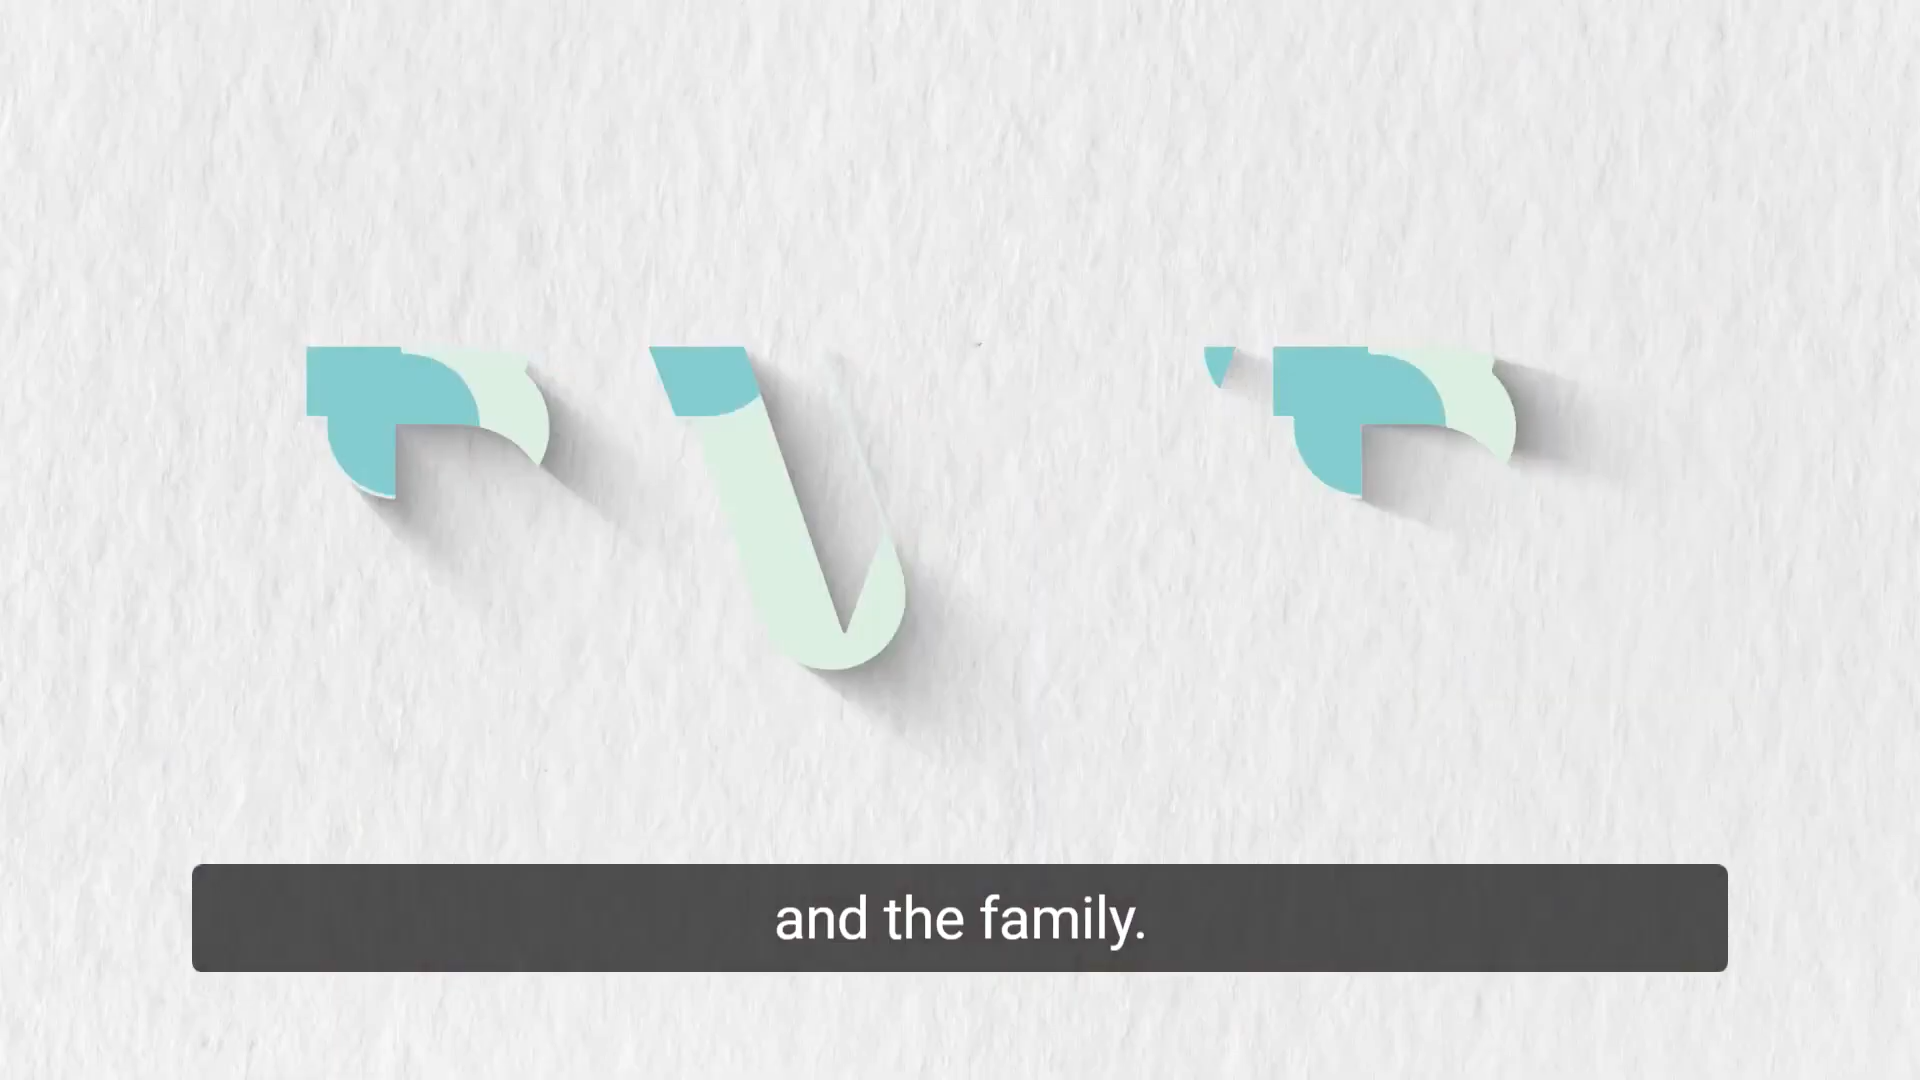 and the family.